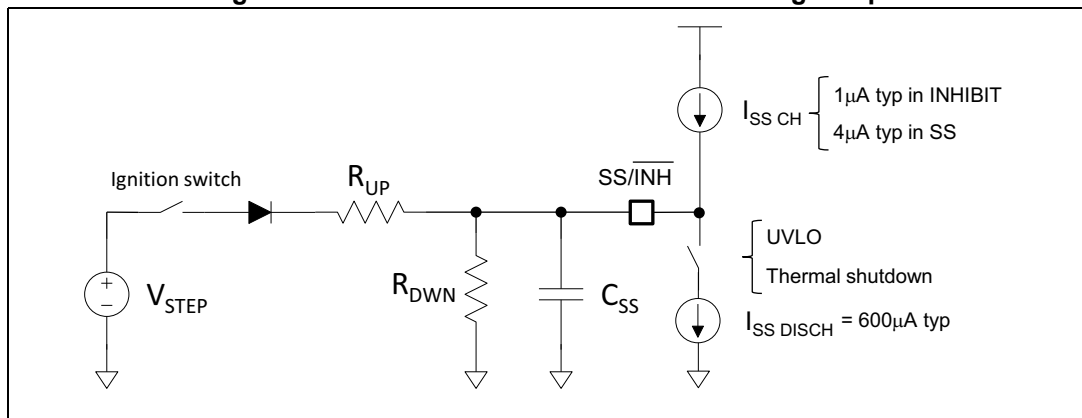 I_SS CH
1μA typ in INHIBIT
4μA typ in SS
Ignition switch
R_UP
SS/INH
V_STEP
R_DWN
C_SS
UVLO
Thermal shutdown
I_SS DISCH = 600μA typ